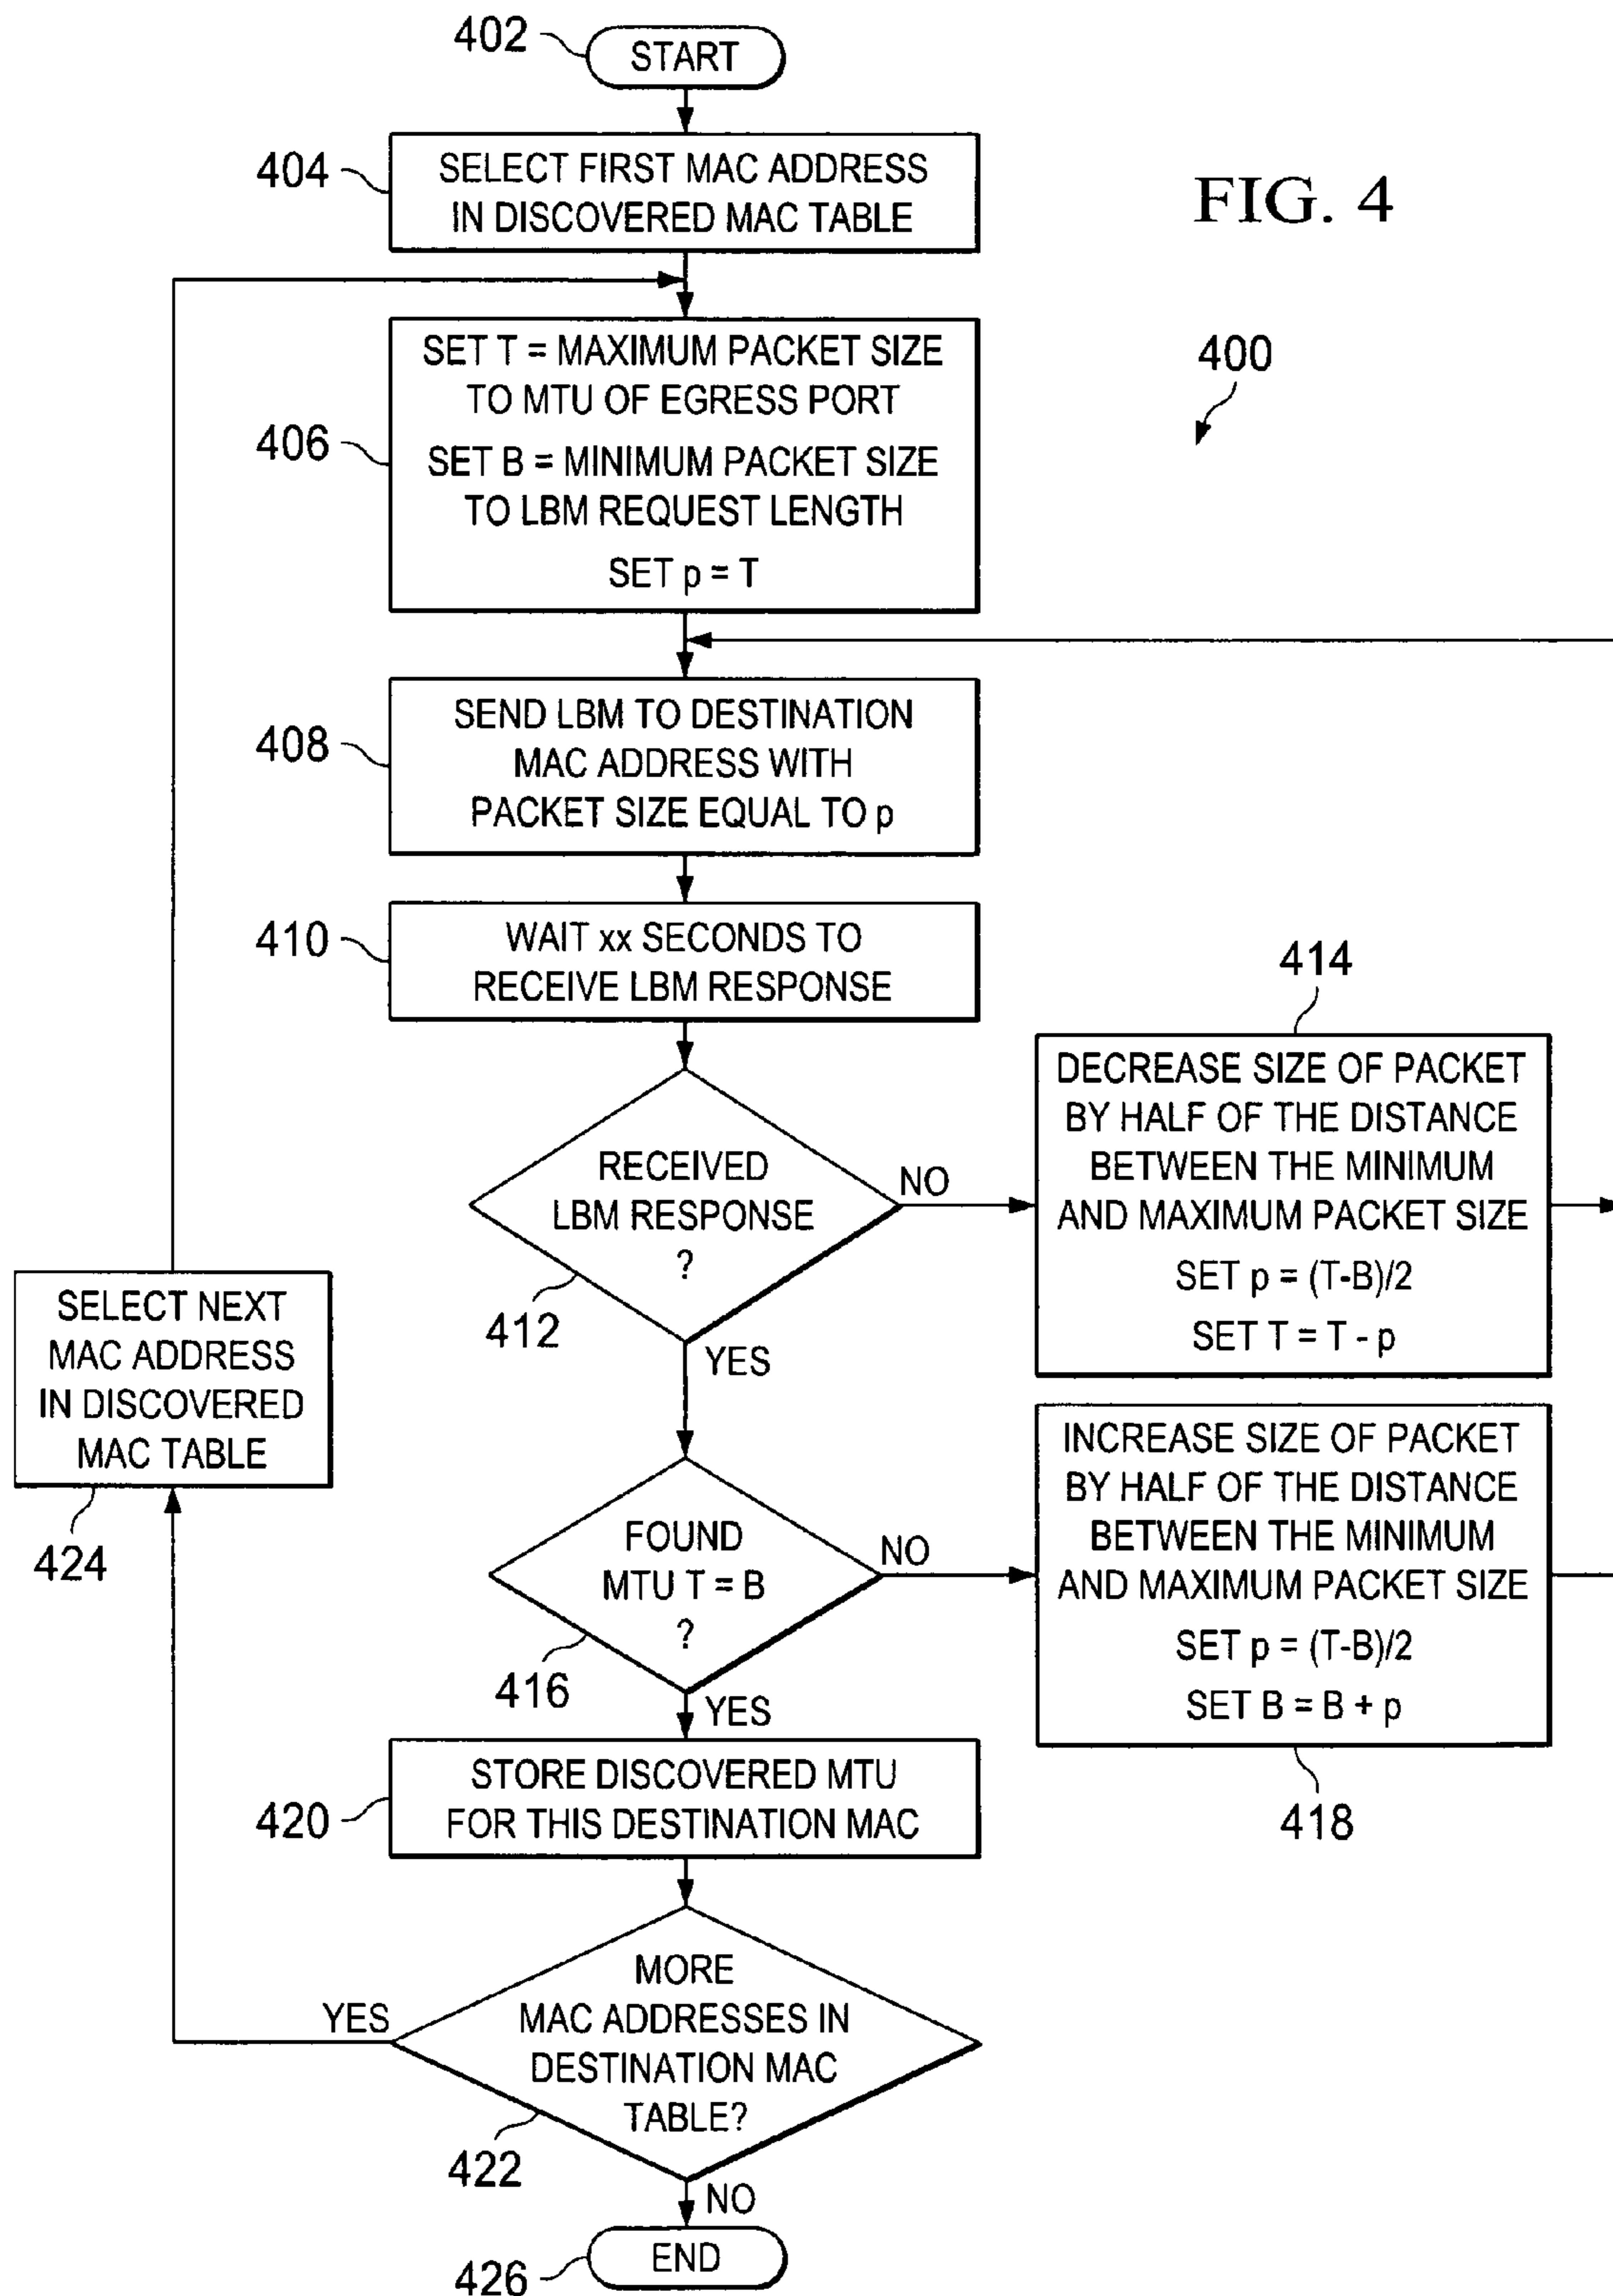 402
START
404
SELECT FIRST MAC ADDRESS
IN DISCOVERED MAC TABLE
FIG. 4
400
406
SET T = MAXIMUM PACKET SIZE
TO MTU OF EGRESS PORT
SET B = MINIMUM PACKET SIZE
TO LBM REQUEST LENGTH
SET p = T
408
SEND LBM TO DESTINATION
MAC ADDRESS WITH
PACKET SIZE EQUAL TO p
410
WAIT xx SECONDS TO
RECEIVE LBM RESPONSE
412
RECEIVED
LBM RESPONSE
?
NO
YES
414
DECREASE SIZE OF PACKET
BY HALF OF THE DISTANCE
BETWEEN THE MINIMUM
AND MAXIMUM PACKET SIZE
SET p = (T-B)/2
SET T = T - p
416
FOUND
MTU T = B
?
NO
YES
INCREASE SIZE OF PACKET
BY HALF OF THE DISTANCE
BETWEEN THE MINIMUM
AND MAXIMUM PACKET SIZE
SET p = (T-B)/2
SET B = B + p
418
420
STORE DISCOVERED MTU
FOR THIS DESTINATION MAC
422
MORE
MAC ADDRESSES IN
DESTINATION MAC
TABLE?
YES
NO
SELECT NEXT
MAC ADDRESS
IN DISCOVERED
MAC TABLE
424
426
END